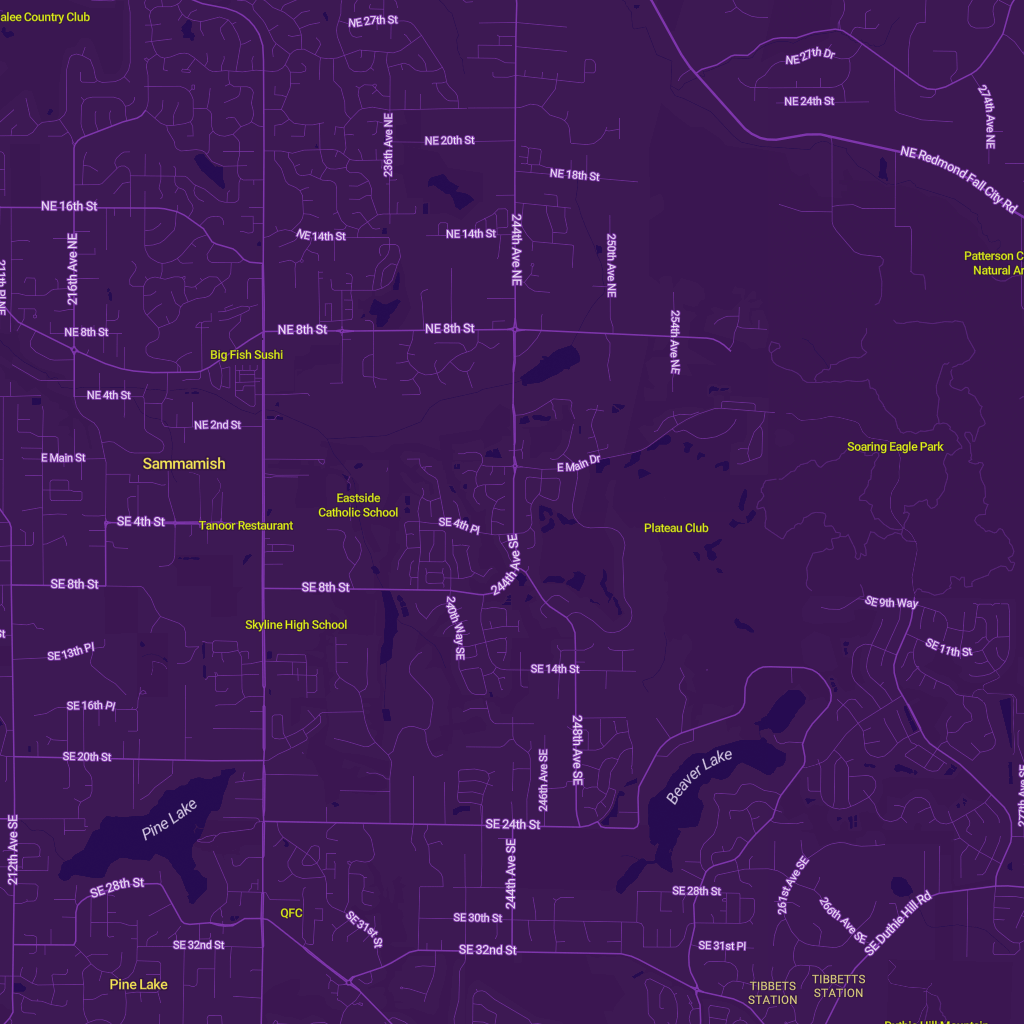 alee Country Club
NE 27th St
NE 27th Dr
NE 24th St
274th Ave NE
236th Ave NE
NE 20th St
NE 18th St
NE Redmond Fall City Rd
NE 16th St
NE 14th St
NE 14th St
244th Ave NE
250th Ave NE
216th Ave NE
Patterson C
Natural Ar
NE 8th St
NE 8th St
NE 8th St
254th Ave NE
Big Fish Sushi
NE 4th St
NE 2nd St
E Main St
Sammamish
E Main Dr
Soaring Eagle Park
Eastside
Catholic School
SE 4th St
Tanoor Restaurant
SE 4th Pl
Plateau Club
244th Ave SE
SE 8th St
SE 8th St
SE 9th Way
Skyline High School
240th Way SE
SE 13th Pl
SE 11th St
SE 14th St
SE 16th Pl
248th Ave SE
SE 20th St
246th Ave SE
Beaver Lake
Pine Lake
SE 24th St
212th Ave SE
244th Ave SE
SE 28th St
SE 28th St
261st Ave SE
266th Ave SE
SE Duthie Hill Rd
QFC
SE 31st St
SE 30th St
SE 32nd St
SE 32nd St
SE 31st Pl
Pine Lake
TIBBETS
STATION
TIBBETTS
STATION